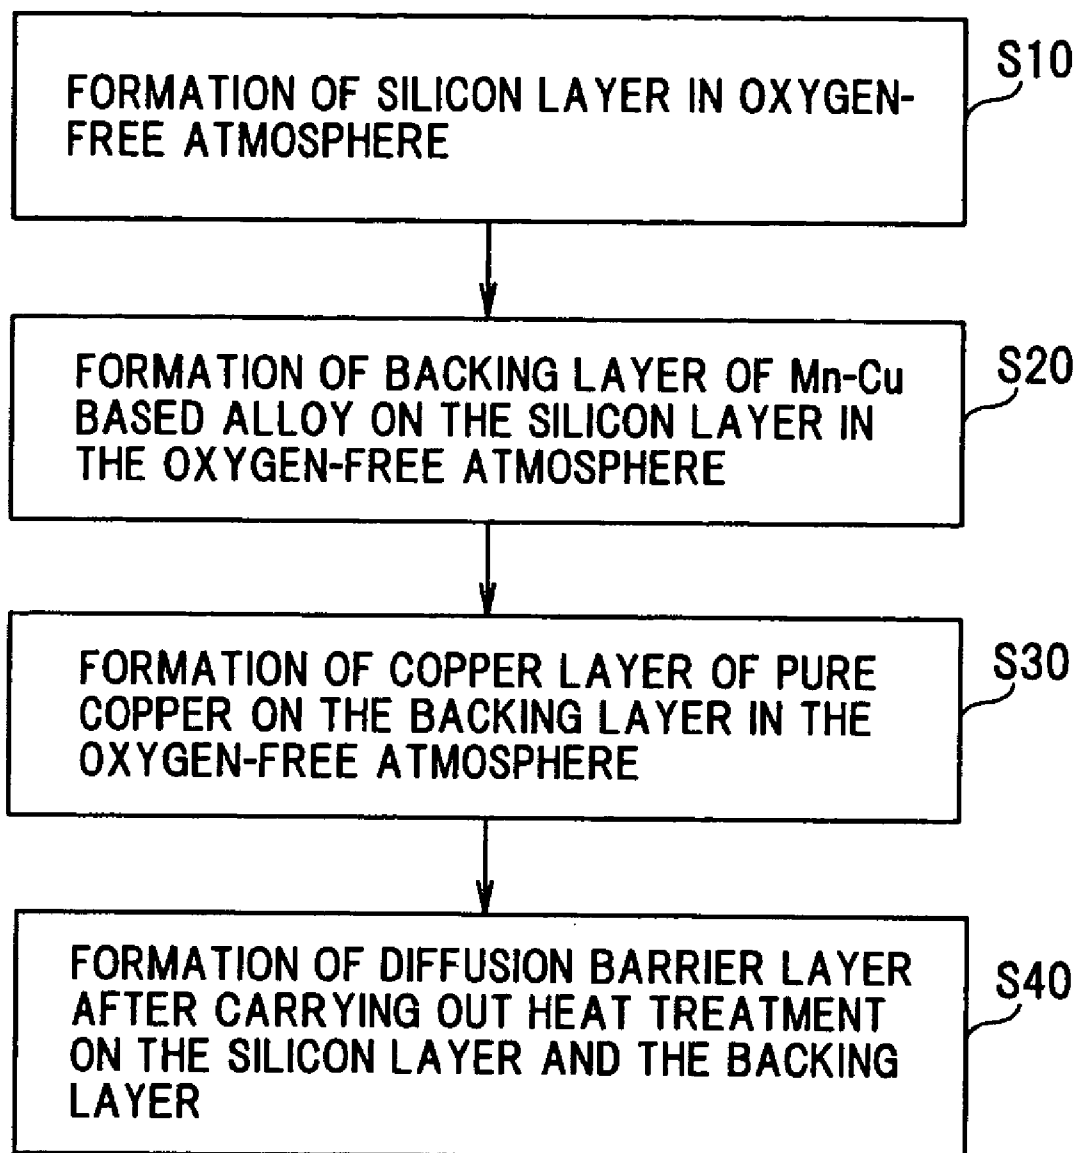 FORMATION OF SILICON LAYER IN OXYGEN-
FREE ATMOSPHERE
S10
FORMATION OF BACKING LAYER OF Mn-Cu
BASED ALLOY ON THE SILICON LAYER IN
THE OXYGEN-FREE ATMOSPHERE
S20
FORMATION OF COPPER LAYER OF PURE
COPPER ON THE BACKING LAYER IN THE
OXYGEN-FREE ATMOSPHERE
S30
FORMATION OF DIFFUSION BARRIER LAYER
AFTER CARRYING OUT HEAT TREATMENT
ON THE SILICON LAYER AND THE BACKING
LAYER
S40